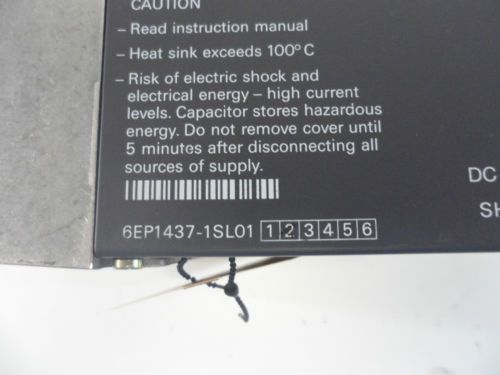 CAUTION
– Read instruction manual
– Heat sink exceeds 100°C
– Risk of electric shock and
electrical energy – high current
levels. Capacitor stores hazardous
energy. Do not remove cover until
5 minutes after disconnecting all
sources of supply.
DC
SH
6EP1437-1SL01 1 2 3 4 5 6